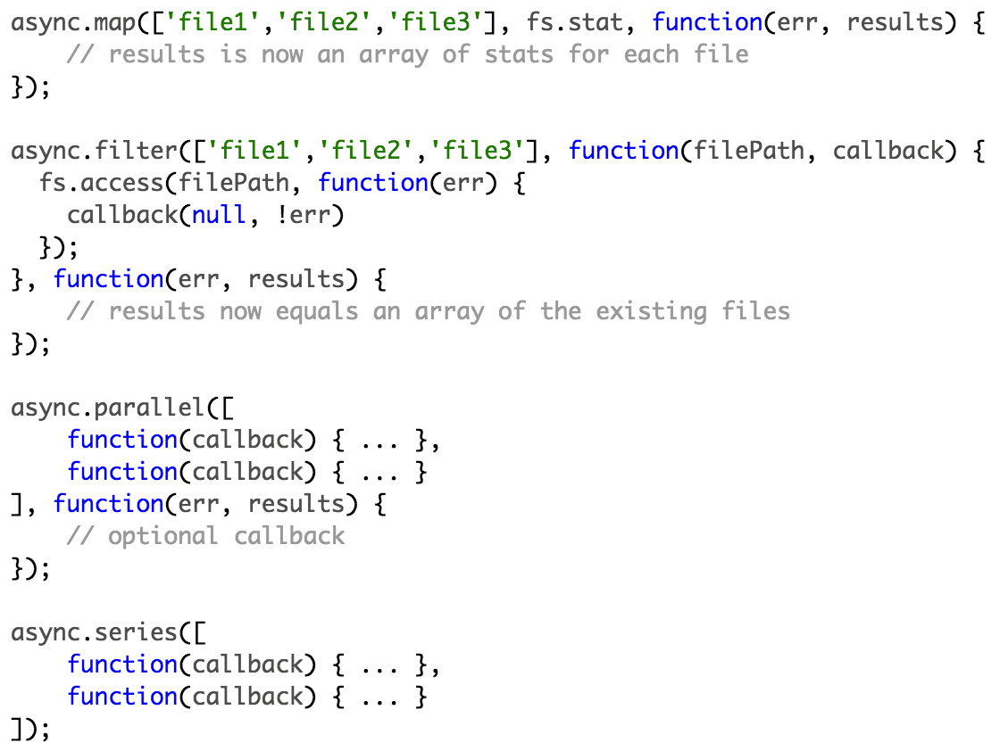 async.map(['file1','file2','file3'], fs.stat, function(err, results) {
    // results is now an array of stats for each file
});

async.filter(['file1','file2','file3'], function(filePath, callback) {
  fs.access(filePath, function(err) {
    callback(null, !err)
  });
}, function(err, results) {
    // results now equals an array of the existing files
});

async.parallel([
    function(callback) { ... },
    function(callback) { ... }
], function(err, results) {
    // optional callback
});

async.series([
    function(callback) { ... },
    function(callback) { ... }
]);